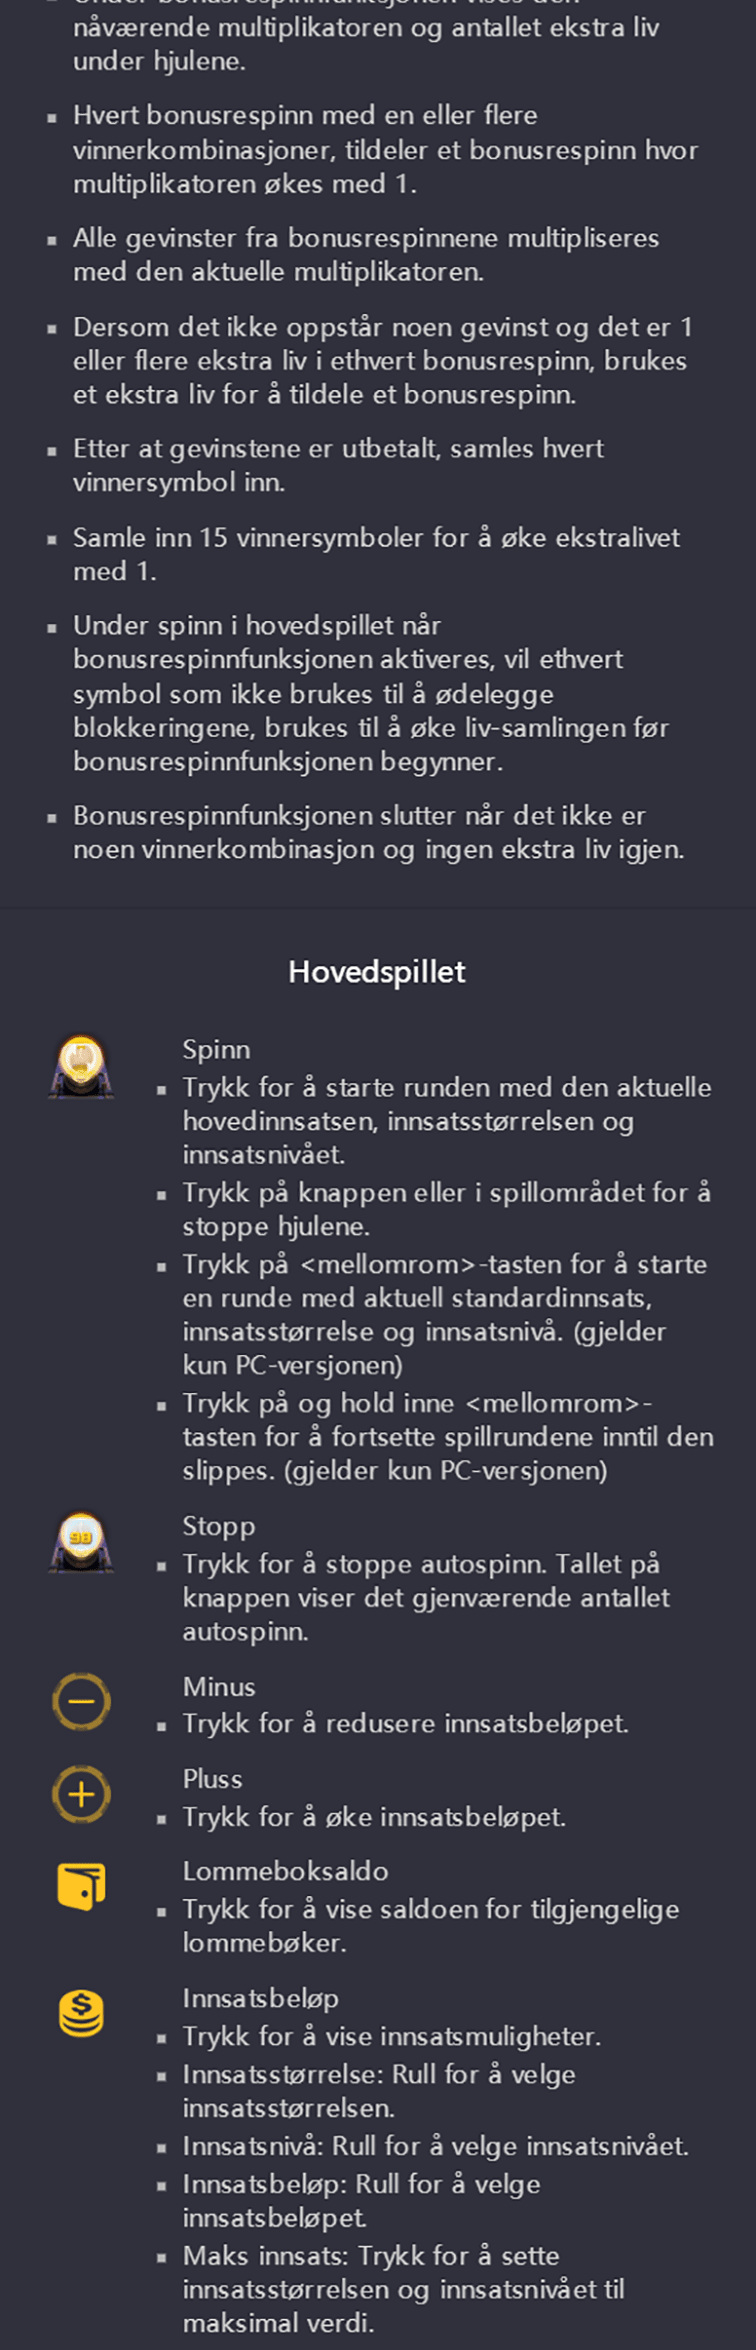 nåværende multiplikatoren og antallet ekstra liv
under hjulene.
Hvert bonusrespinn med en eller flere
vinnerkombinasjoner, tildeler et bonusrespinn hvor
multiplikatoren økes med 1.
Alle gevinster fra bonusrespinnene multipliseres
med den aktuelle multiplikatoren.
Dersom det ikke oppstår noen gevinst og det er 1
eller flere ekstra liv i ethvert bonusrespinn, brukes
et ekstra liv for å tildele et bonusrespinn.
Etter at gevinstene er utbetalt, samles hvert
vinnersymbol inn.
Samle inn 15 vinnersymboler for å øke ekstralivet
med 1.
Under spinn i hovedspillet når
bonusrespinnfunksjonen aktiveres, vil ethvert
symbol som ikke brukes til å ødelegge
blokkeringene, brukes til å øke liv-samlingen før
bonusrespinnfunksjonen begynner.
Bonusrespinnfunksjonen slutter når det ikke er
noen vinnerkombinasjon og ingen ekstra liv igjen.
Hovedspillet
Spinn
Trykk for å starte runden med den aktuelle
hovedinnsatsen, innsatsstørrelsen og
innsatsnivået.
Trykk på knappen eller i spillområdet for å
stoppe hjulene.
Trykk på <mellomrom>-tasten for å starte
en runde med aktuell standardinnsats,
innsatsstørrelse og innsatsnivå. (gjelder
kun PC-versjonen)
Trykk på og hold inne <mellomrom>-
tasten for å fortsette spillrundene inntil den
slippes. (gjelder kun PC-versjonen)
98
Stopp
Trykk for å stoppe autospinn. Tallet på
knappen viser det gjenværende antallet
autospinn.
Minus
Trykk for å redusere innsatsbeløpet.
Pluss
Trykk for å øke innsatsbeløpet.
Lommeboksaldo
Trykk for å vise saldoen for tilgjengelige
lommebøker.
Innsatsbeløp
Trykk for å vise innsatsmuligheter.
Innsatsstørrelse: Rull for å velge
innsatsstørrelsen.
Innsatsnivå: Rull for å velge innsatsnivået.
Innsatsbeløp: Rull for å velge
innsatsbeløpet.
Maks innsats: Trykk for å sette
innsatsstørrelsen og innsatsnivået til
maksimal verdi.